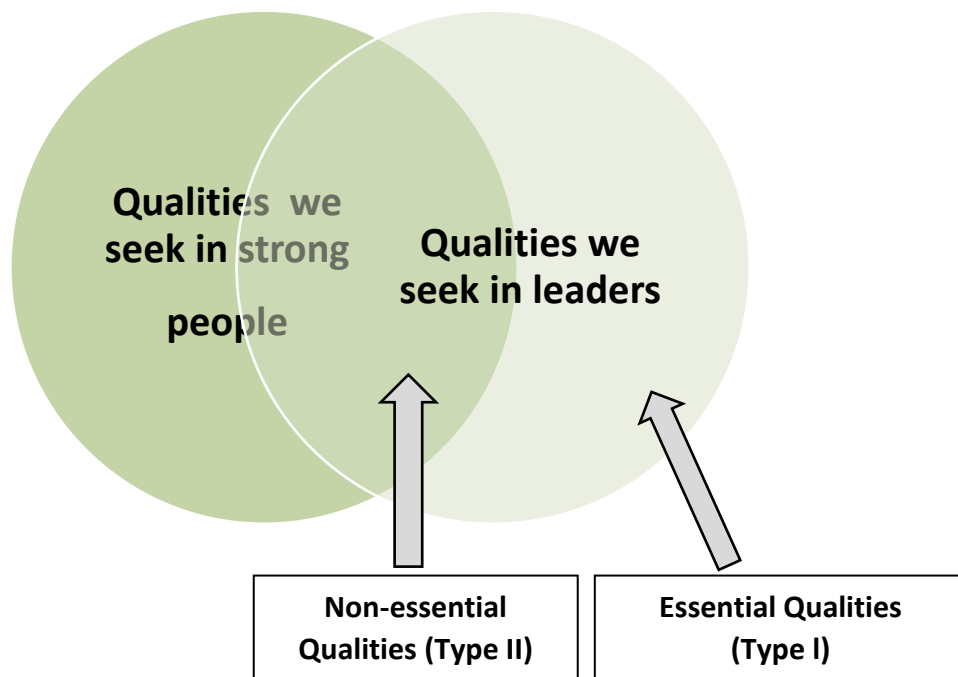 Qualities we
seek in strong
people
Qualities we
seek in leaders
Non-essential
Qualities (Type II)
Essential Qualities
(Type I)